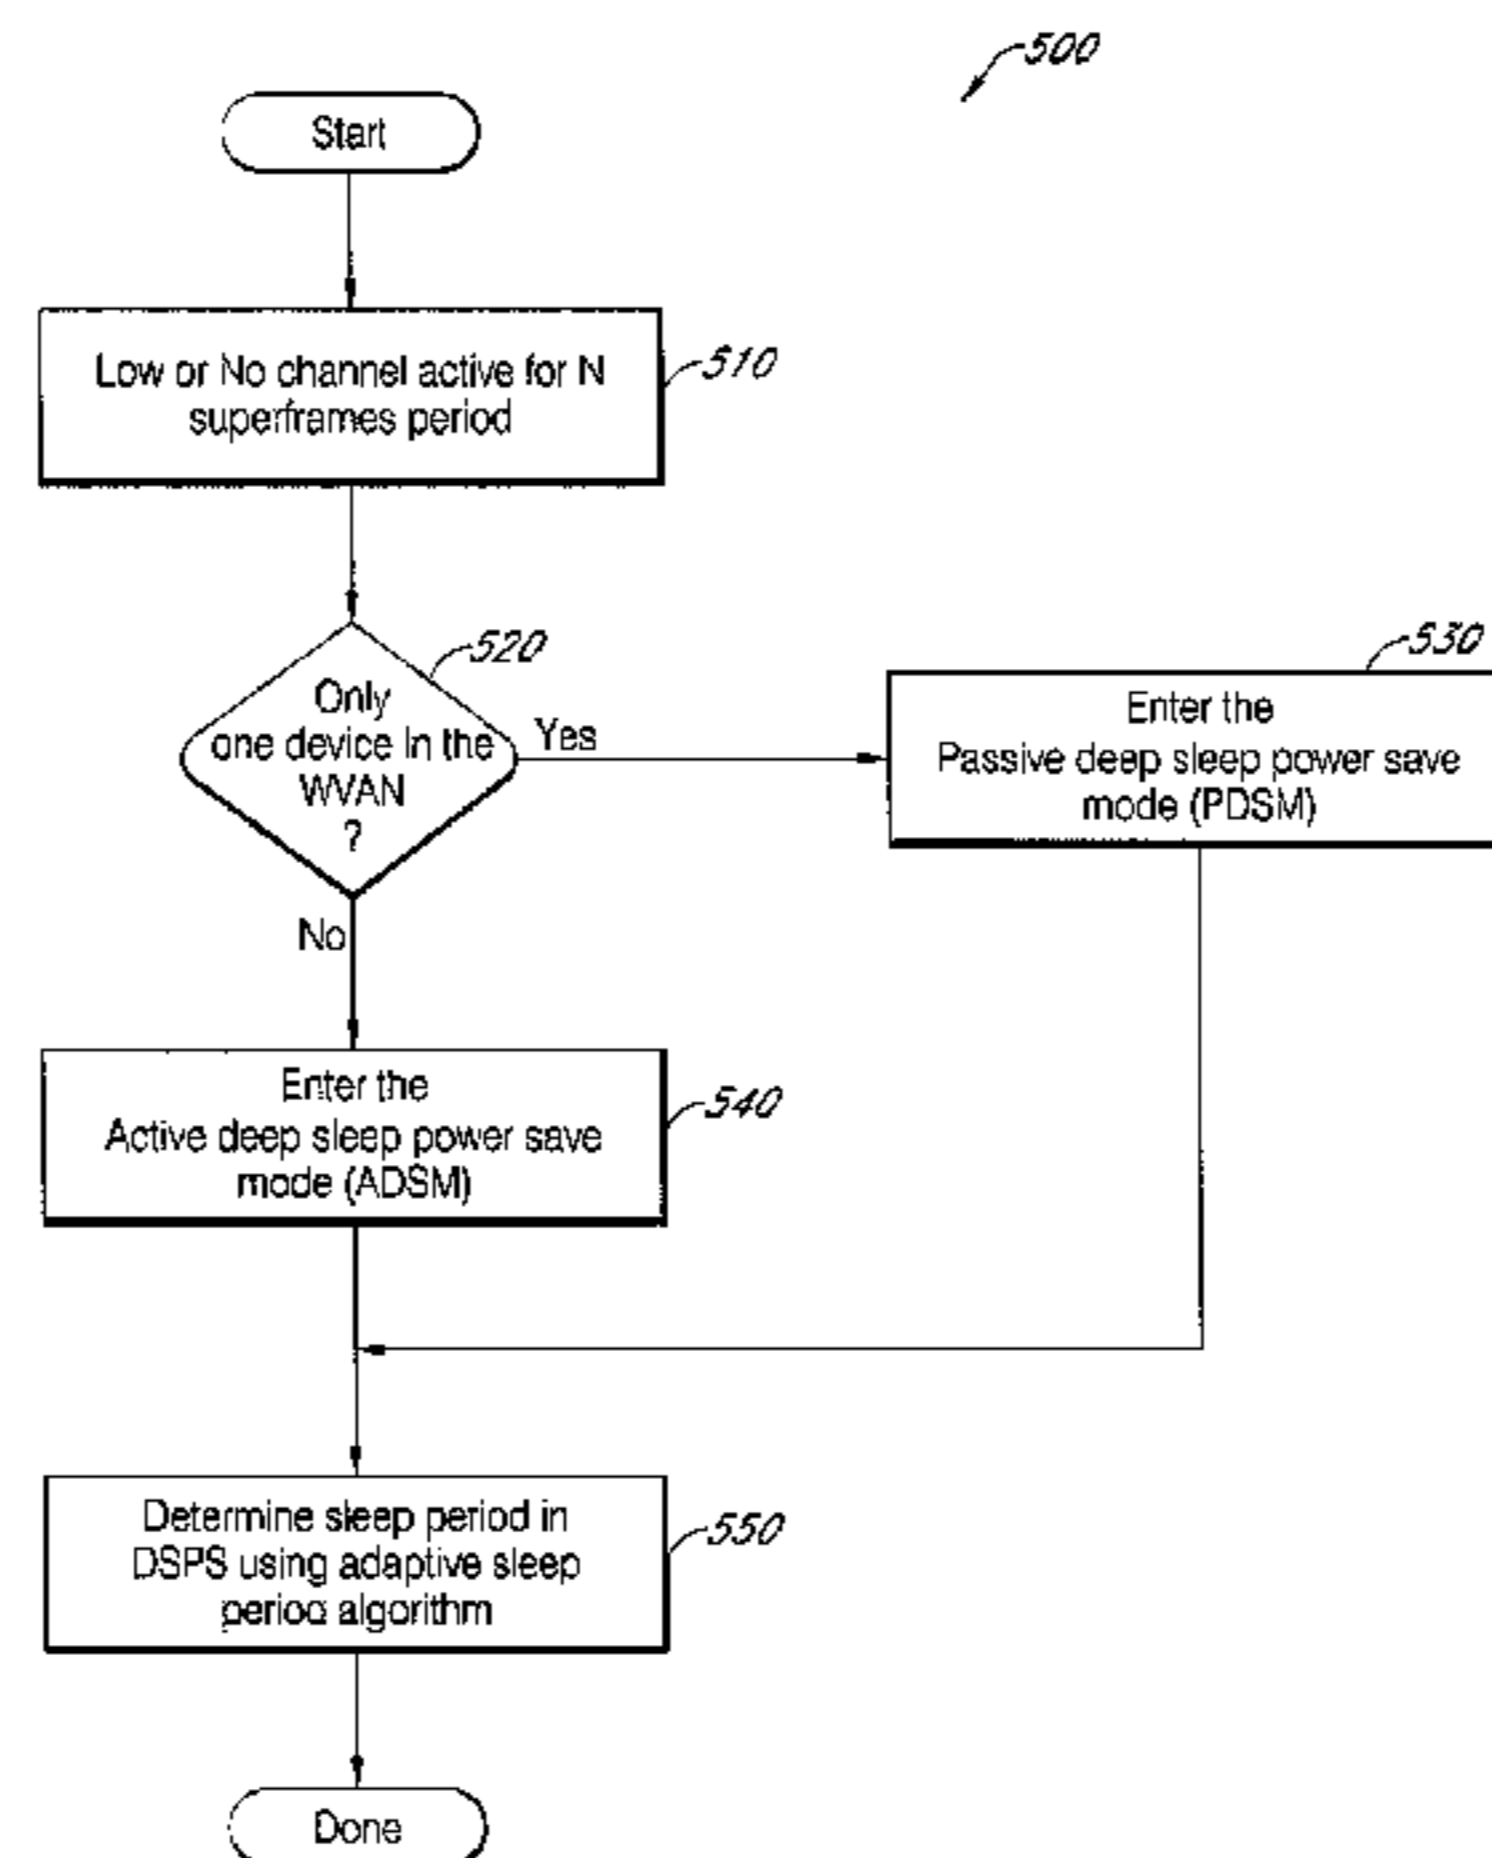 500
Start
Low or No channel active for N
superframes period
510
520
Only
one device in the
WVAN
?
Yes
530
Enter the
Passive deep sleep power save
mode (PDSM)
No
Enter the
Active deep sleep power save
mode (ADSM)
540
Determine sleep period in
DSPS using adaptive sleep
period algorithm
550
Done